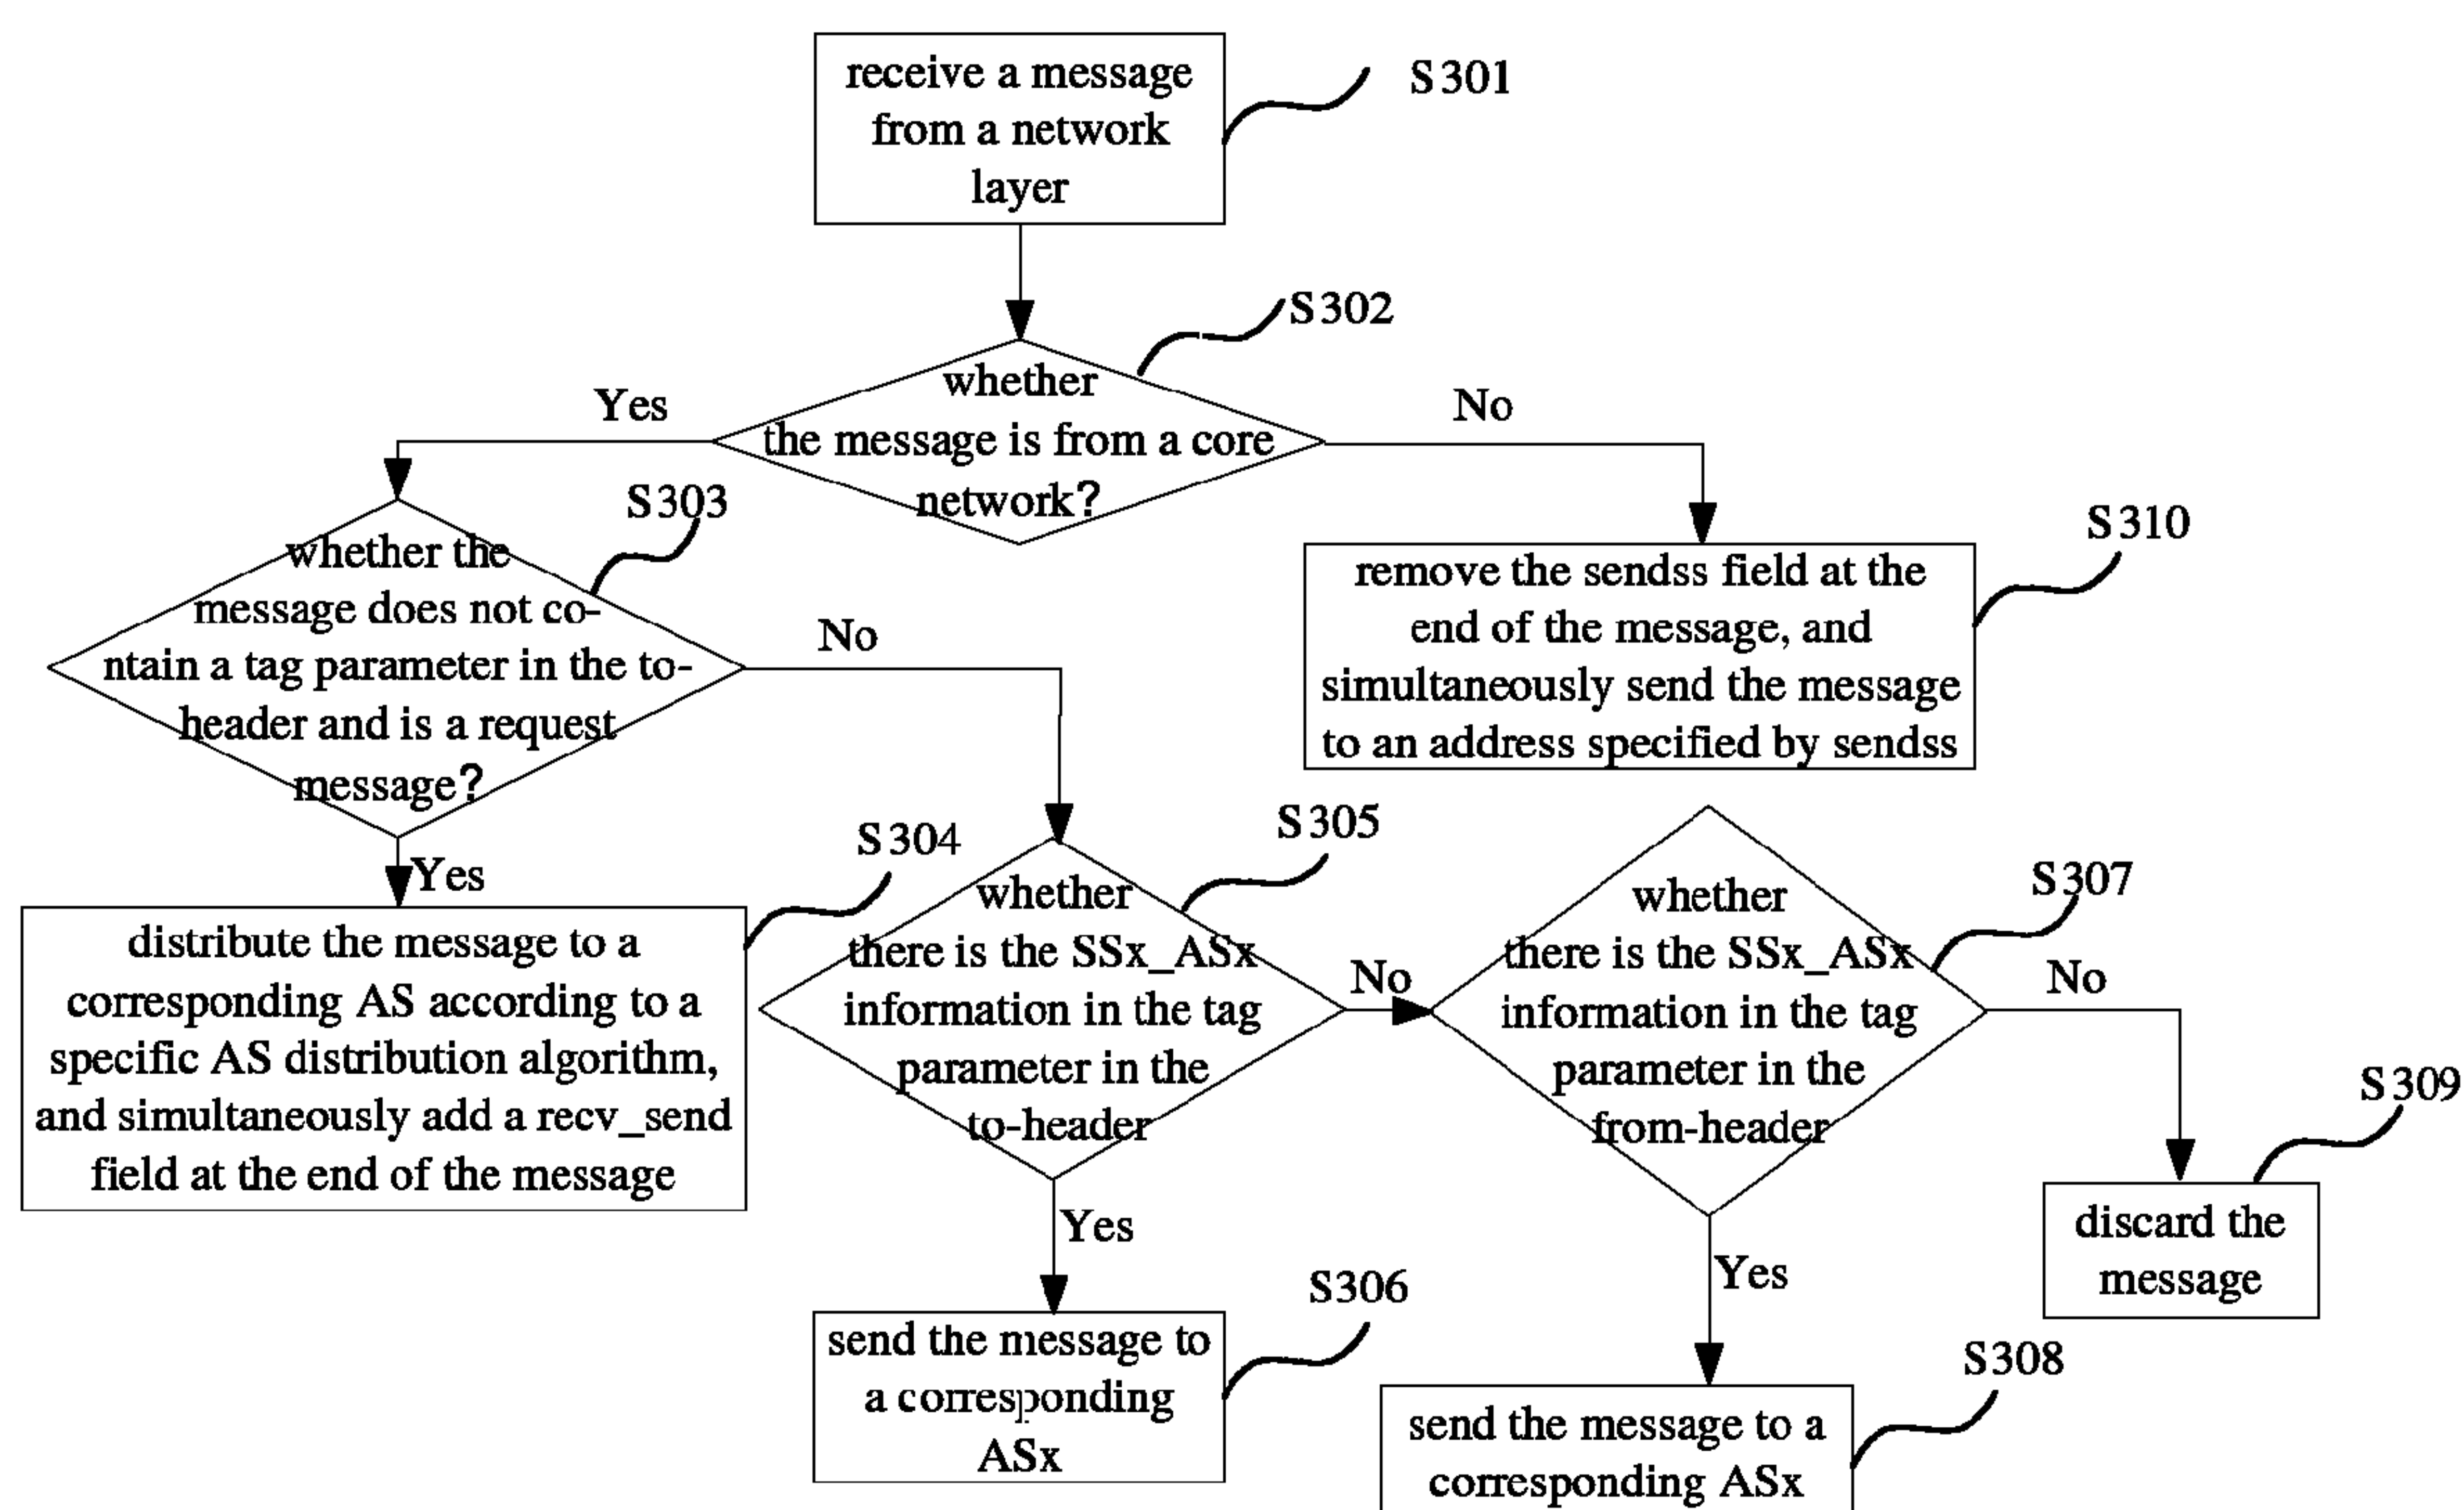 receive a message
from a network
layer
S301
S302
whether
the message is from a core
network?
Yes
No
S303
whether the
message does not co-
ntain a tag parameter in the to-
header and is a request
message?
No
Yes
S310
remove the sendss field at the
end of the message, and
simultaneously send the message
to an address specified by sendss
S304
distribute the message to a
corresponding AS according to a
specific AS distribution algorithm,
and simultaneously add a recv_send
field at the end of the message
S305
whether
there is the SSx_ASx
information in the tag
parameter in the
to-header
No
Yes
S307
whether
there is the SSx_ASx
information in the tag
parameter in the
from-header
No
Yes
S309
discard the
message
S306
send the message to
a corresponding
ASx
S308
send the message to a
corresponding ASx